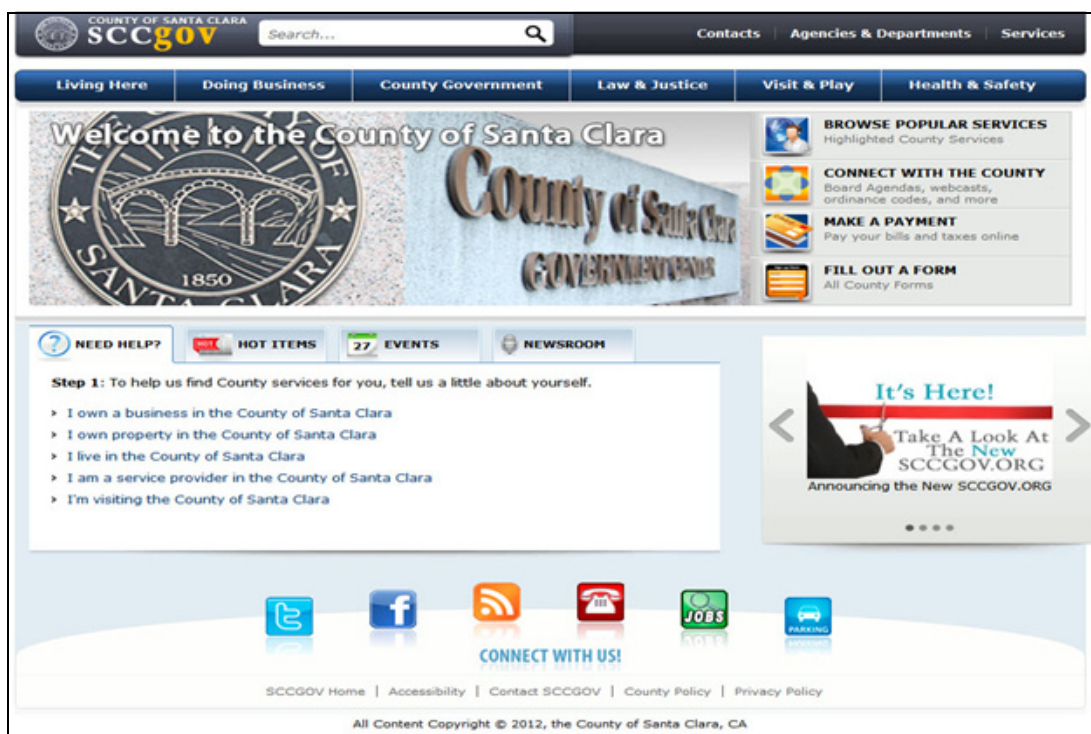 COUNTY OF SANTA CLARA
SCCgov
Search...
Contacts
Agencies & Departments
Services
Living Here
Doing Business
County Government
Law & Justice
Visit & Play
Health & Safety
Welcome to the County of Santa Clara
THE COUNTY OF
SANTA CLARA
1850
County of Santa Clara
GOVERNMENT CENTER
BROWSE POPULAR SERVICES
Highlighted County Services
CONNECT WITH THE COUNTY
Board Agendas, webcasts,
ordinance codes, and more
MAKE A PAYMENT
Pay your bills and taxes online
FILL OUT A FORM
All County Forms
NEED HELP?
HOT
HOT ITEMS
27
EVENTS
NEWSROOM
Step 1: To help us find County services for you, tell us a little about yourself.
I own a business in the County of Santa Clara
I own property in the County of Santa Clara
I live in the County of Santa Clara
I am a service provider in the County of Santa Clara
I'm visiting the County of Santa Clara
It's Here!
Take A Look At
The New
SCCGOV.ORG
Announcing the New SCCGOV.ORG
JOBS
PARKING
CONNECT WITH US!
SCCGOV Home | Accessibility | Contact SCCGOV | County Policy | Privacy Policy
All Content Copyright © 2012, the County of Santa Clara, CA